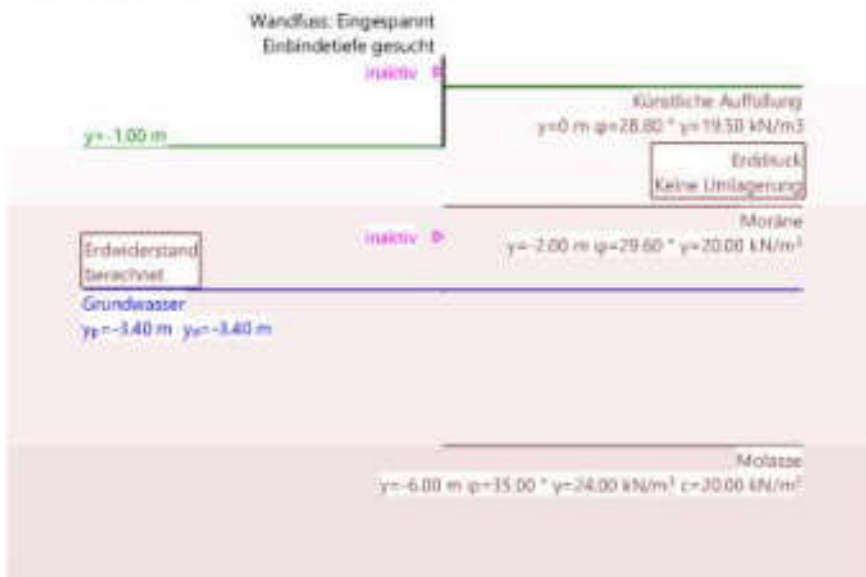 Wandfuss: Eingespannt
Einbindetiefe gesucht
inaktiv
Künstliche Auffüllung
y=0 m φ=28.80 ° γ=19.50 kN/m3
y=-1.00 m
Erddruck
Keine Umlagerung
Moräne
y=-2.00 m φ=29.60 ° γ=20.00 kN/m³
inaktiv
Erdwiderstand
berechnet
Grundwasser
yₚ=-3.40 m yₐ=-3.40 m
Molasse
y=-6.00 m φ=35.00 ° γ=24.00 kN/m³ c=20.00 kN/m²